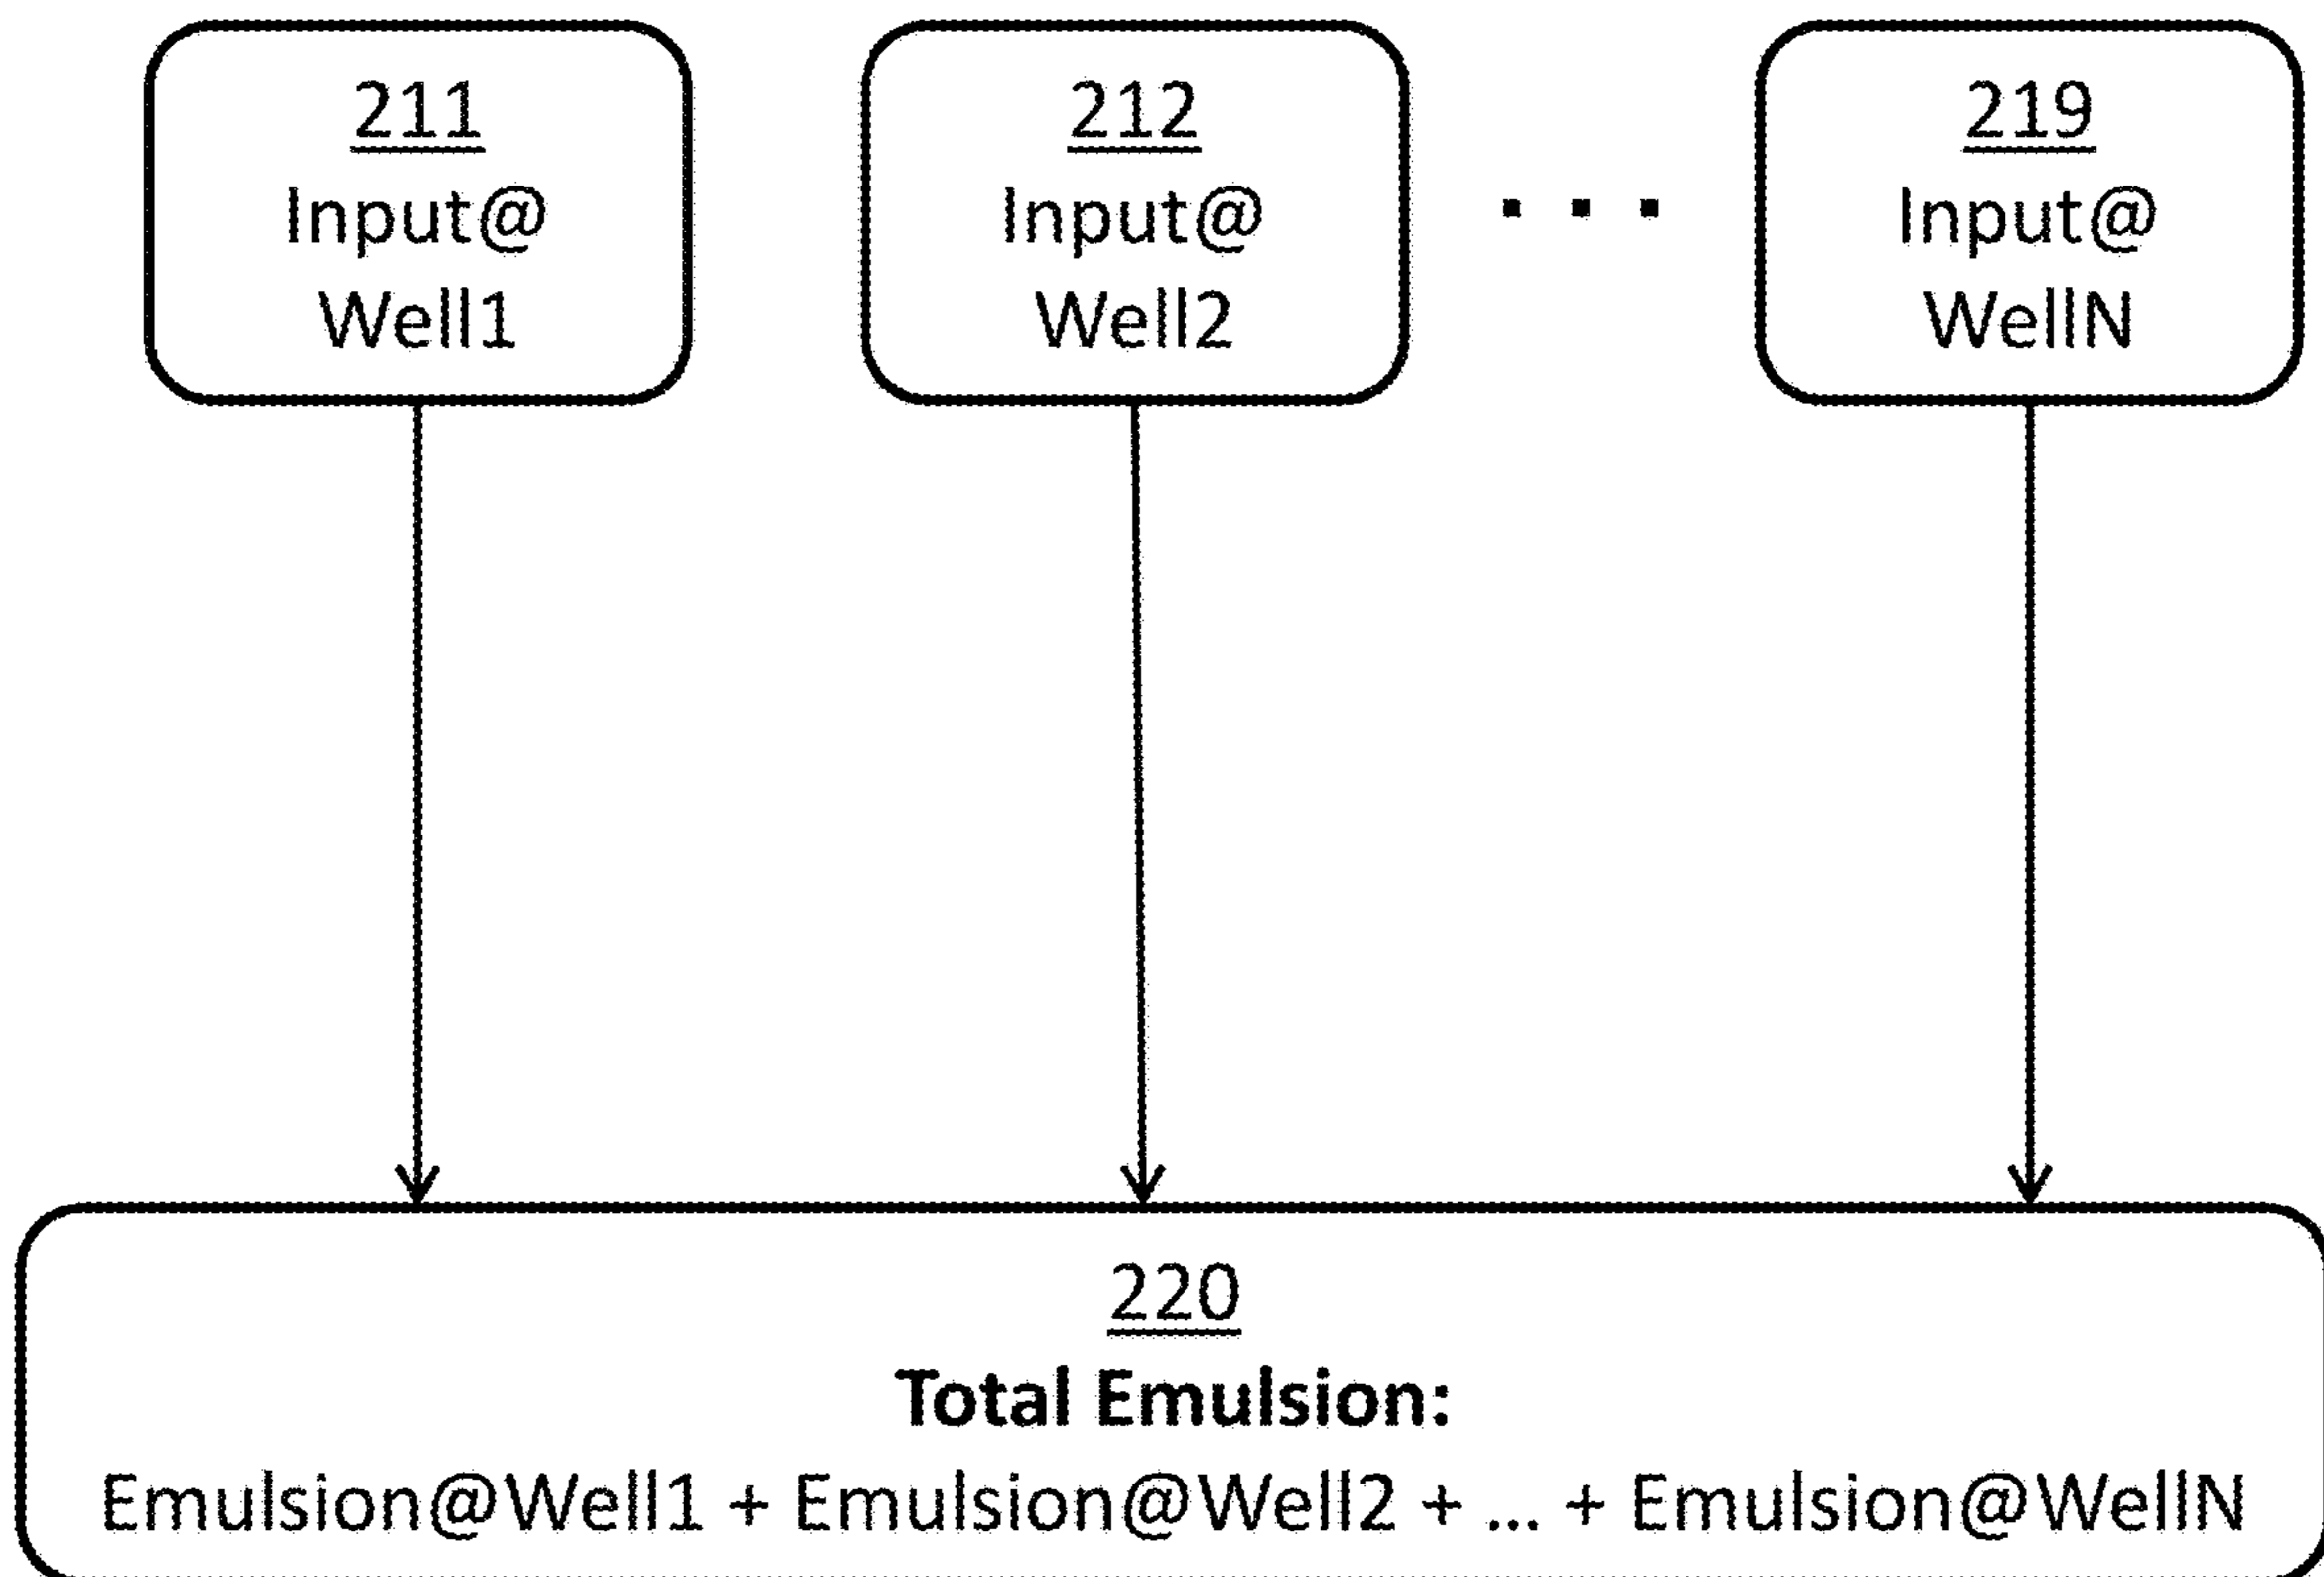 211
Input@
Well1
212
Input@
Well2
. . .
219
Input@
WellN
220
Total Emulsion:
Emulsion@Well1 + Emulsion@Well2 + ... + Emulsion@WellN